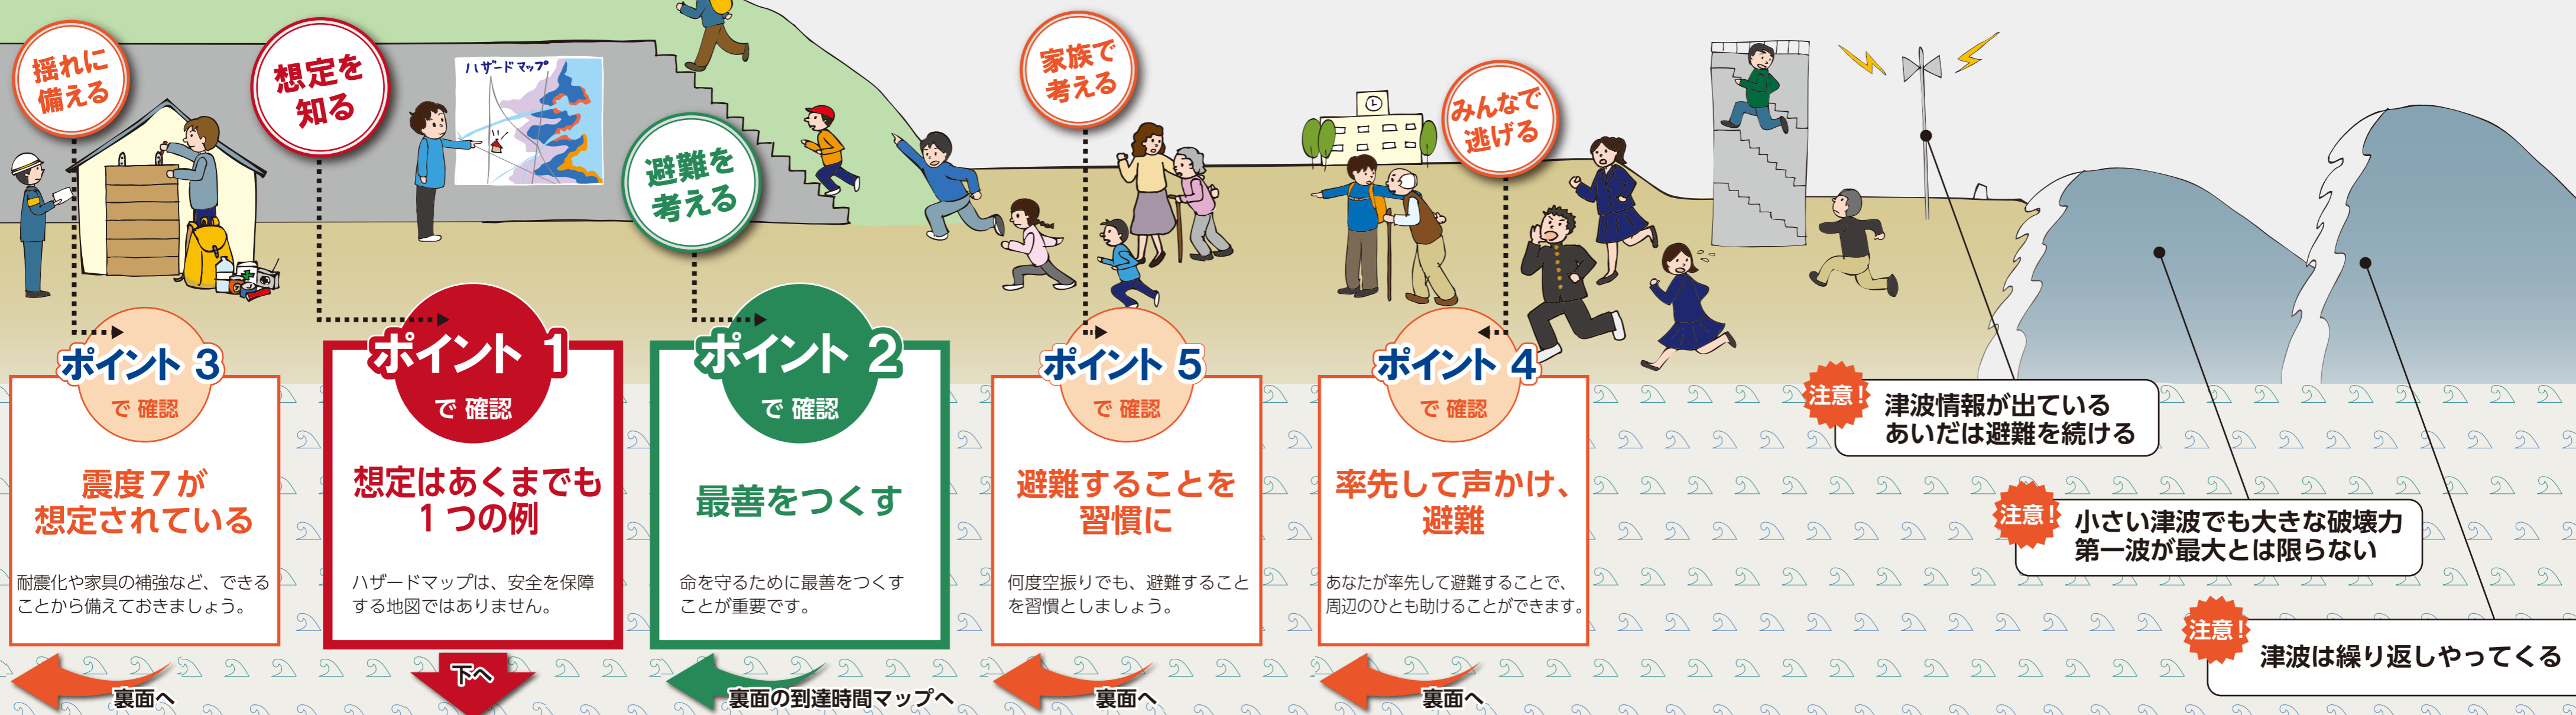 揺れに
備える
想定を
知る
ハザードマップ
避難を
考える
家族で
考える
みんなで
逃げる
ポイント 3
で 確認
震度7が
想定されている
耐震化や家具の補強など、できる
ことから備えておきましょう。
裏面へ
ポイント 1
で 確認
想定はあくまでも
1つの例
ハザードマップは、安全を保障
する地図ではありません。
下へ
ポイント 2
で 確認
最善をつくす
命を守るために最善をつくす
ことが重要です。
裏面の到達時間マップへ
ポイント 5
で 確認
避難することを
習慣に
何度空振りでも、避難すること
を習慣としましょう。
裏面へ
ポイント 4
で 確認
率先して声かけ、
避難
あなたが率先して避難することで、
周辺のひとも助けることができます。
裏面へ
注意!
津波情報が出ている
あいだは避難を続ける
注意!
小さい津波でも大きな破壊力
第一波が最大とは限らない
注意!
津波は繰り返しやってくる